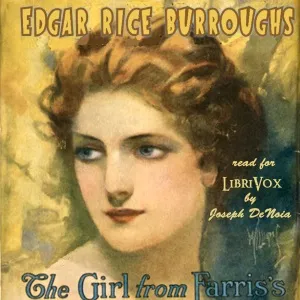 EDGAR RICE BURROUGHS
read for
LibriVox
by
Joseph DeNoia
The Girl from Farris's